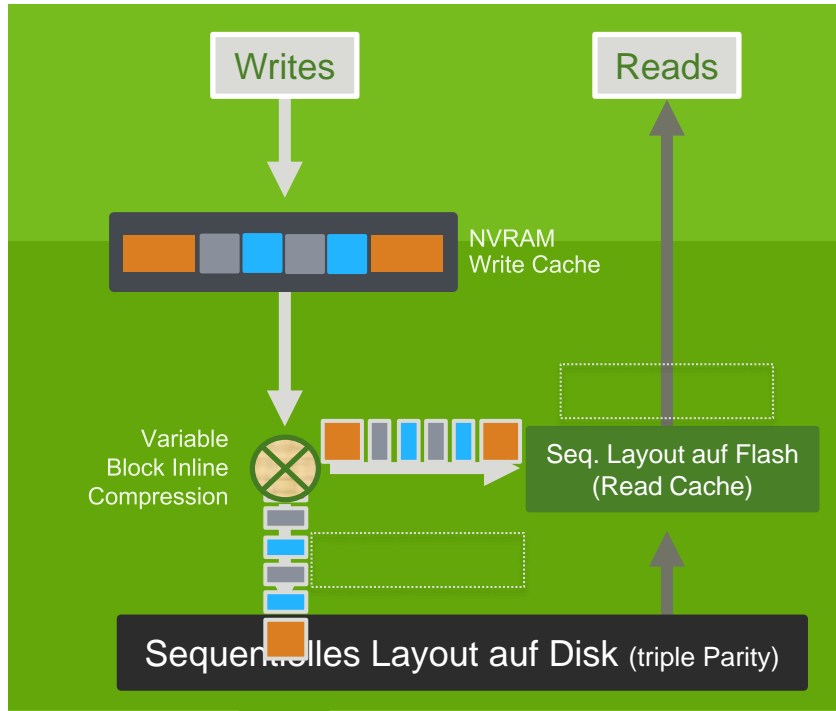 Writes
Reads
NVRAM
Write Cache
Variable
Block Inline
Compression
Seq. Layout auf Flash
(Read Cache)
Sequentielles Layout auf Disk (triple Parity)